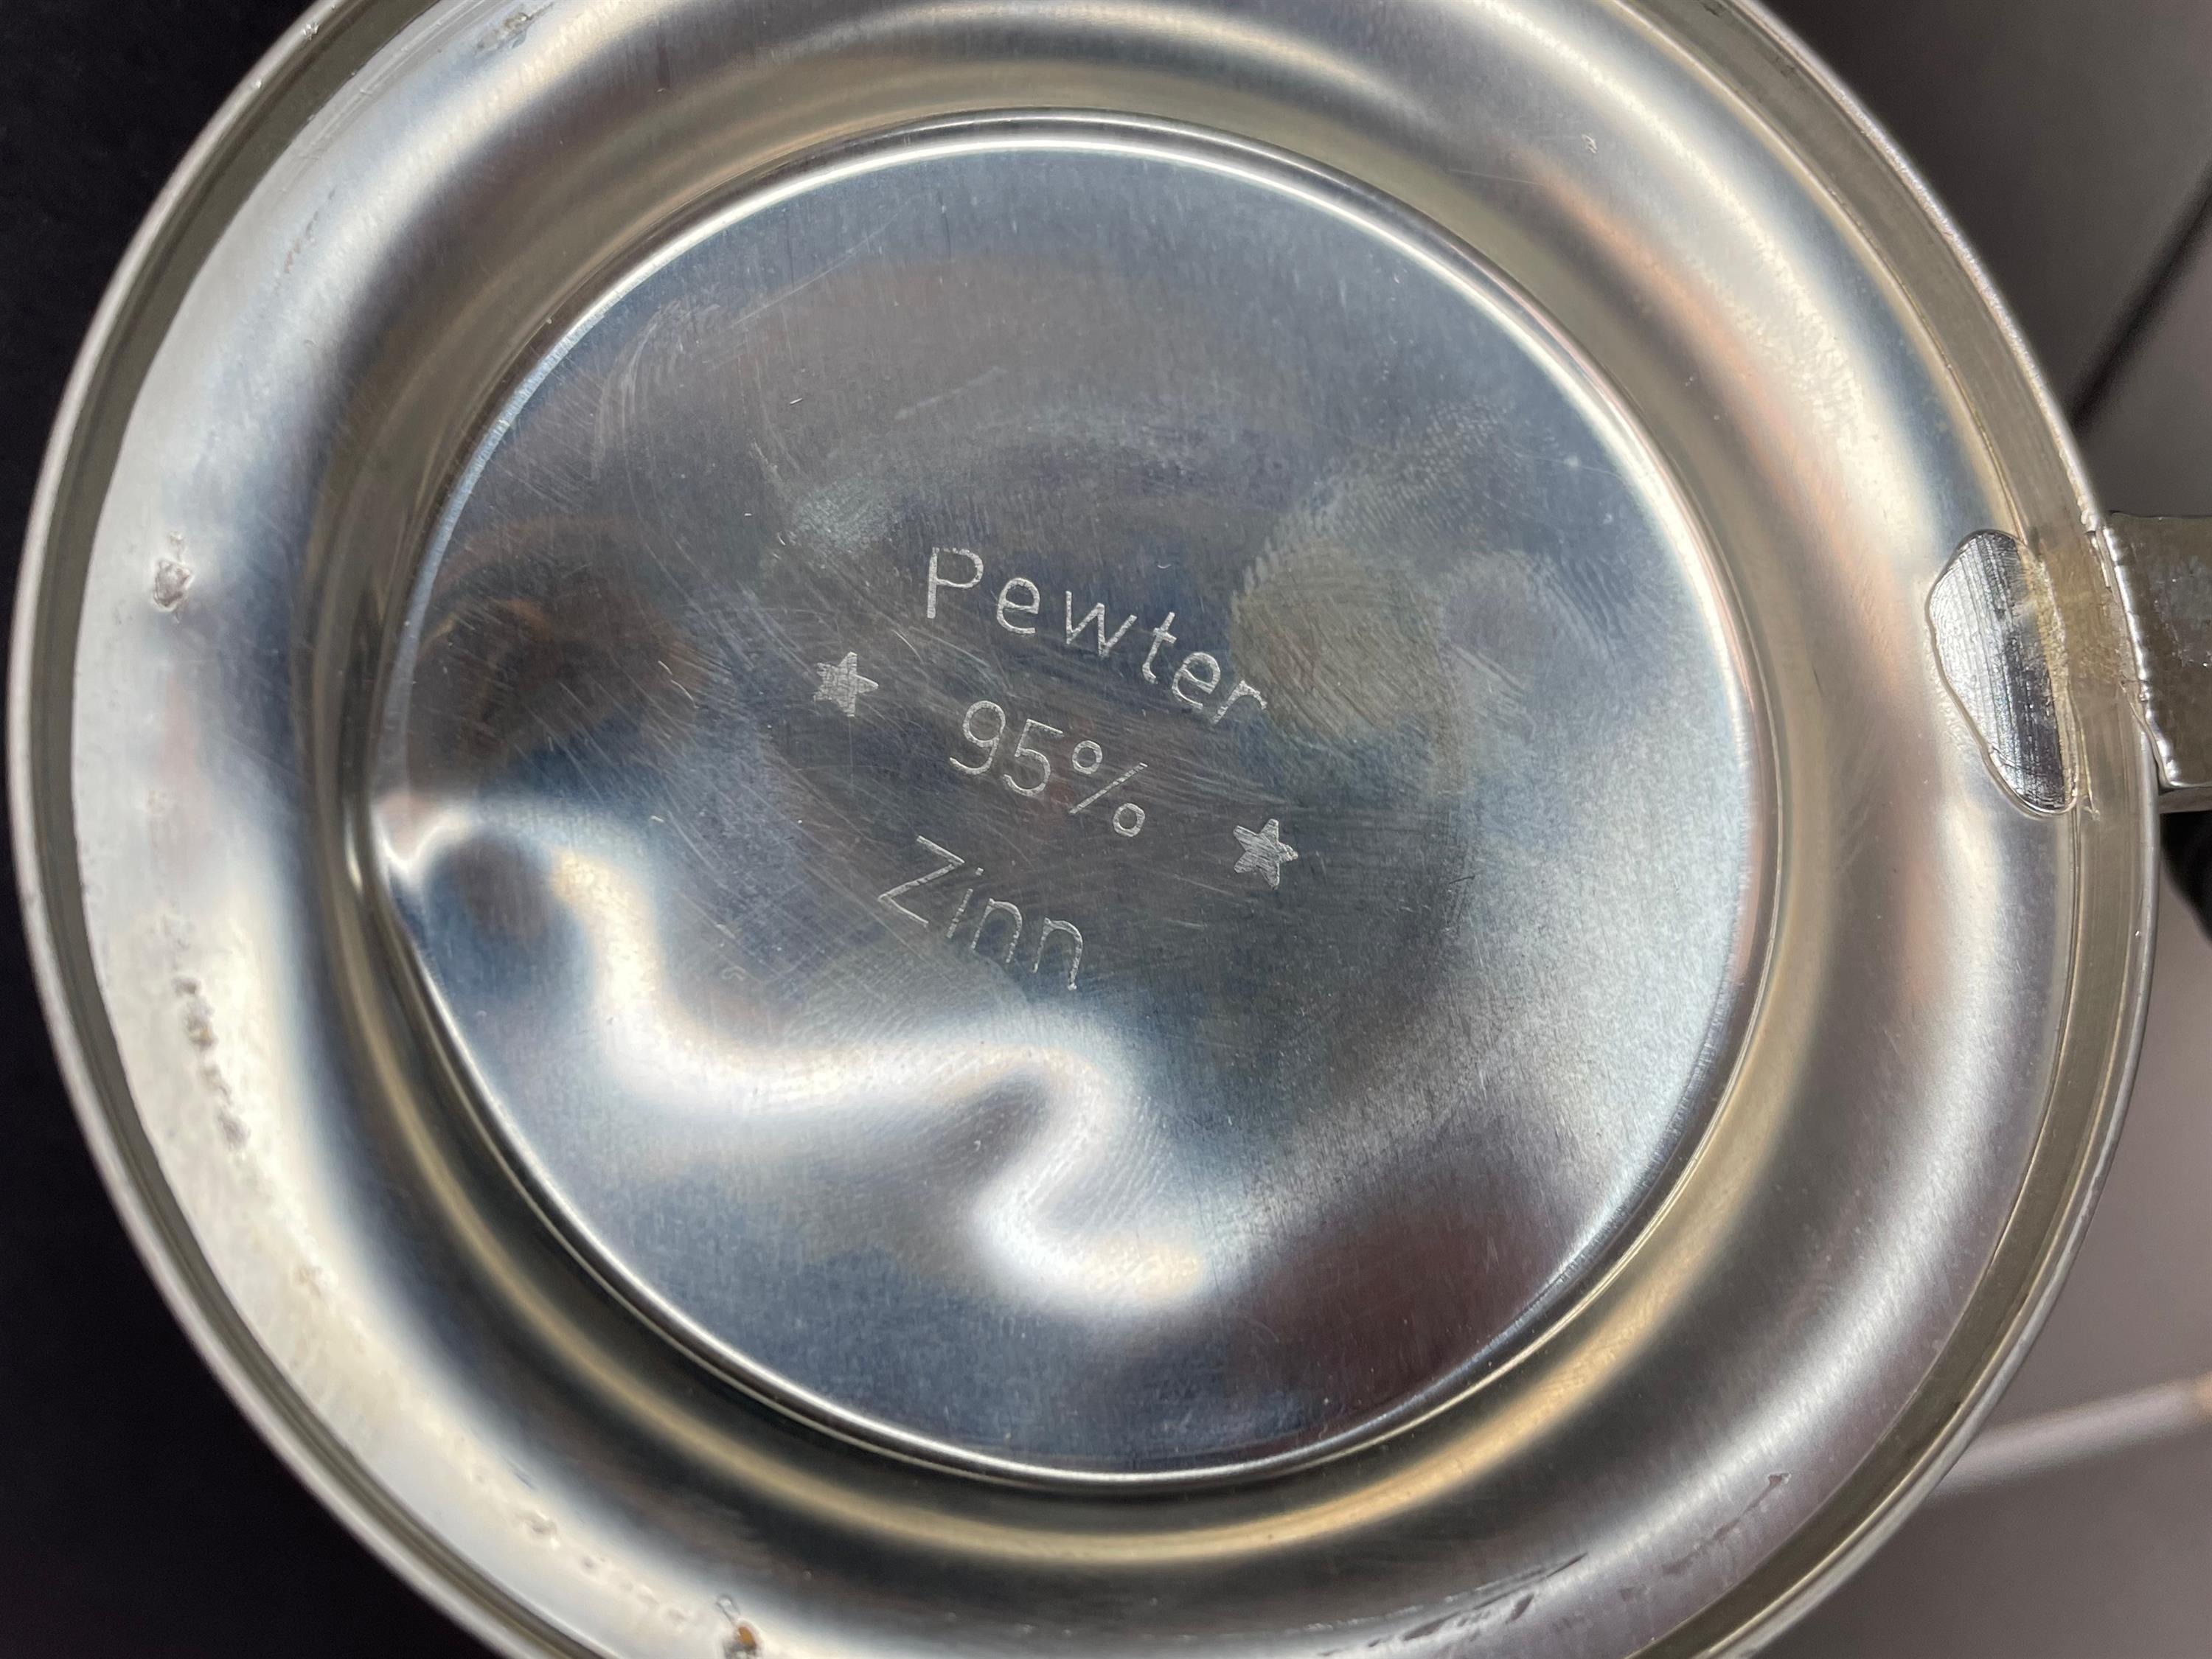 Pewter
★ 95% ★
Zinn